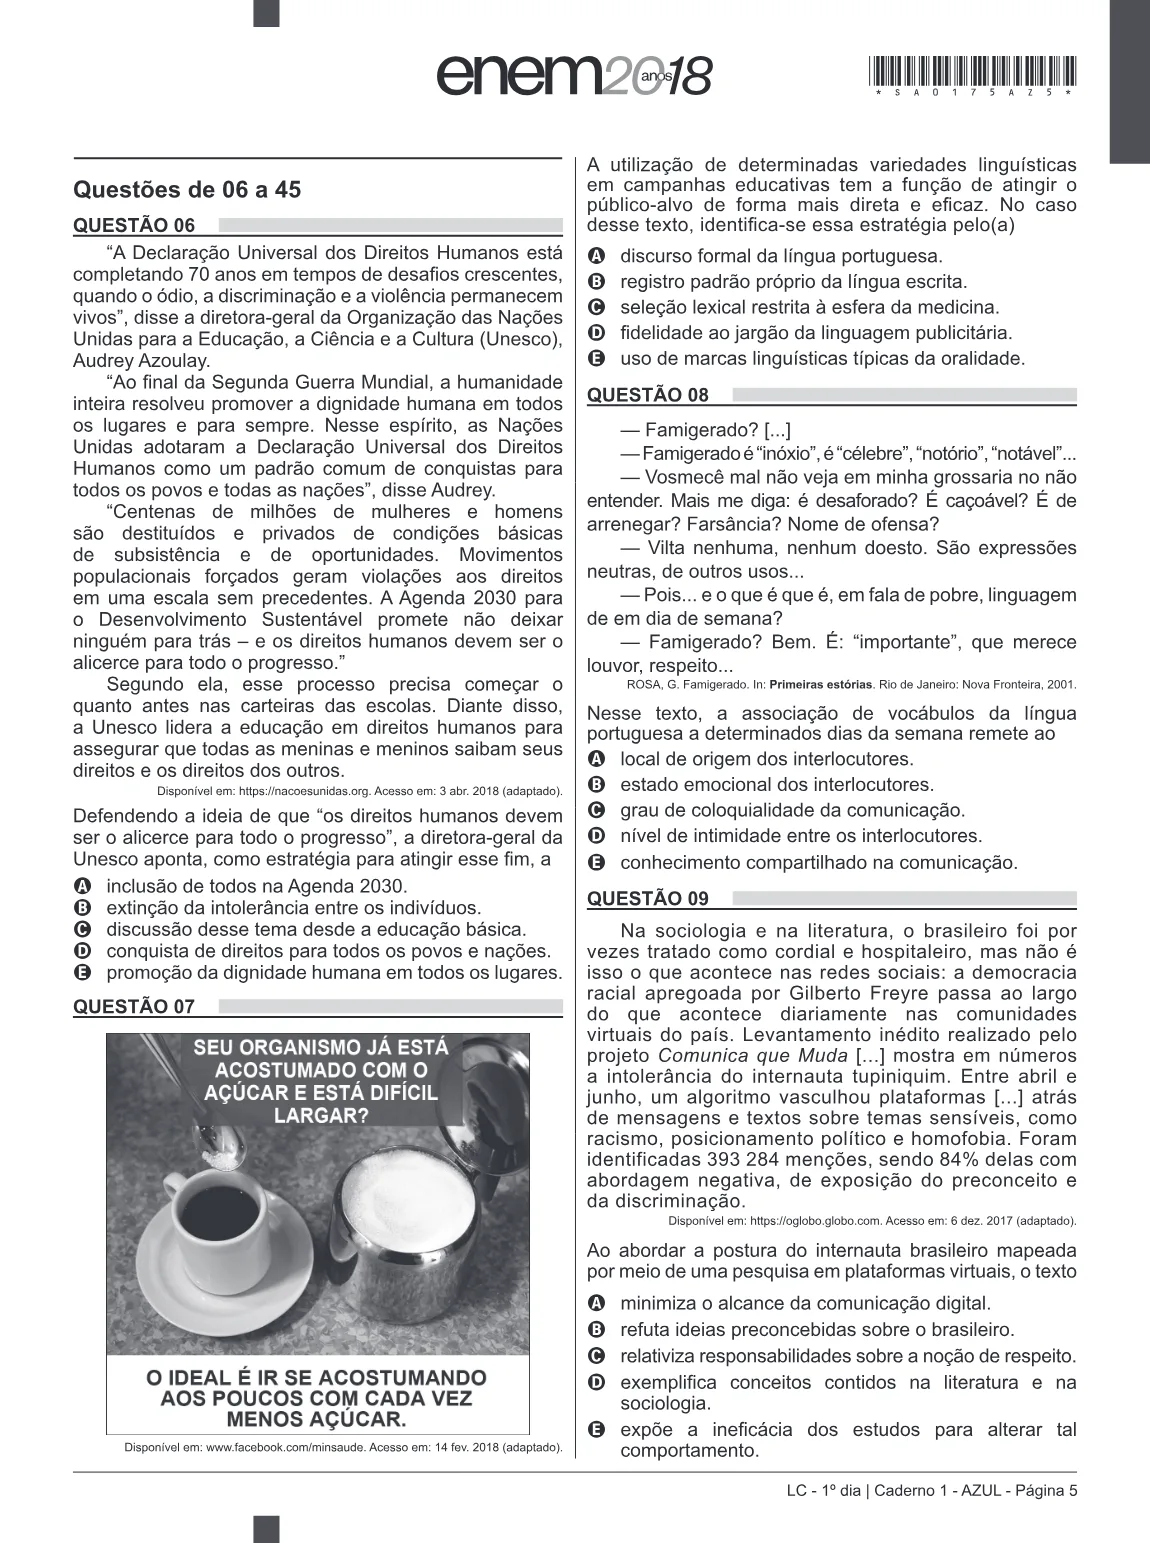 enem20anos18
*SA0175AZ5*
Questões de 06 a 45
QUESTÃO 06
“A Declaração Universal dos Direitos Humanos está
completando 70 anos em tempos de desafios crescentes,
quando o ódio, a discriminação e a violência permanecem
vivos”, disse a diretora-geral da Organização das Nações
Unidas para a Educação, a Ciência e a Cultura (Unesco),
Audrey Azoulay.
“Ao final da Segunda Guerra Mundial, a humanidade
inteira resolveu promover a dignidade humana em todos
os lugares e para sempre. Nesse espírito, as Nações
Unidas adotaram a Declaração Universal dos Direitos
Humanos como um padrão comum de conquistas para
todos os povos e todas as nações”, disse Audrey.
“Centenas de milhões de mulheres e homens
são destituídos e privados de condições básicas
de subsistência e de oportunidades. Movimentos
populacionais forçados geram violações aos direitos
em uma escala sem precedentes. A Agenda 2030 para
o Desenvolvimento Sustentável promete não deixar
ninguém para trás – e os direitos humanos devem ser o
alicerce para todo o progresso.”
Segundo ela, esse processo precisa começar o
quanto antes nas carteiras das escolas. Diante disso,
a Unesco lidera a educação em direitos humanos para
assegurar que todas as meninas e meninos saibam seus
direitos e os direitos dos outros.
Disponível em: https://nacoesunidas.org. Acesso em: 3 abr. 2018 (adaptado).
Defendendo a ideia de que “os direitos humanos devem
ser o alicerce para todo o progresso”, a diretora-geral da
Unesco aponta, como estratégia para atingir esse fim, a
A inclusão de todos na Agenda 2030.
B extinção da intolerância entre os indivíduos.
C discussão desse tema desde a educação básica.
D conquista de direitos para todos os povos e nações.
E promoção da dignidade humana em todos os lugares.
QUESTÃO 07
SEU ORGANISMO JÁ ESTÁ
ACOSTUMADO COM O
AÇÚCAR E ESTÁ DIFÍCIL
LARGAR?
O IDEAL É IR SE ACOSTUMANDO
AOS POUCOS COM CADA VEZ
MENOS AÇÚCAR.
Disponível em: www.facebook.com/minsaude. Acesso em: 14 fev. 2018 (adaptado).
A utilização de determinadas variedades linguísticas
em campanhas educativas tem a função de atingir o
público-alvo de forma mais direta e eficaz. No caso
desse texto, identifica-se essa estratégia pelo(a)
A discurso formal da língua portuguesa.
B registro padrão próprio da língua escrita.
C seleção lexical restrita à esfera da medicina.
D fidelidade ao jargão da linguagem publicitária.
E uso de marcas linguísticas típicas da oralidade.
QUESTÃO 08
— Famigerado? [...]
— Famigerado é “inóxio”, é “célebre”, “notório”, “notável”...
— Vosmecê mal não veja em minha grossaria no não
entender. Mais me diga: é desaforado? É caçoável? É de
arrenegar? Farsância? Nome de ofensa?
— Vilta nenhuma, nenhum doesto. São expressões
neutras, de outros usos...
— Pois... e o que é que é, em fala de pobre, linguagem
de em dia de semana?
— Famigerado? Bem. É: “importante”, que merece
louvor, respeito...
ROSA, G. Famigerado. In: Primeiras estórias. Rio de Janeiro: Nova Fronteira, 2001.
Nesse texto, a associação de vocábulos da língua
portuguesa a determinados dias da semana remete ao
A local de origem dos interlocutores.
B estado emocional dos interlocutores.
C grau de coloquialidade da comunicação.
D nível de intimidade entre os interlocutores.
E conhecimento compartilhado na comunicação.
QUESTÃO 09
Na sociologia e na literatura, o brasileiro foi por
vezes tratado como cordial e hospitaleiro, mas não é
isso o que acontece nas redes sociais: a democracia
racial apregoada por Gilberto Freyre passa ao largo
do que acontece diariamente nas comunidades
virtuais do país. Levantamento inédito realizado pelo
projeto Comunica que Muda [...] mostra em números
a intolerância do internauta tupiniquim. Entre abril e
junho, um algoritmo vasculhou plataformas [...] atrás
de mensagens e textos sobre temas sensíveis, como
racismo, posicionamento político e homofobia. Foram
identificadas 393 284 menções, sendo 84% delas com
abordagem negativa, de exposição do preconceito e
da discriminação.
Disponível em: https://oglobo.globo.com. Acesso em: 6 dez. 2017 (adaptado).
Ao abordar a postura do internauta brasileiro mapeada
por meio de uma pesquisa em plataformas virtuais, o texto
A minimiza o alcance da comunicação digital.
B refuta ideias preconcebidas sobre o brasileiro.
C relativiza responsabilidades sobre a noção de respeito.
D exemplifica conceitos contidos na literatura e na
sociologia.
E expõe a ineficácia dos estudos para alterar tal
comportamento.
LC - 1º dia | Caderno 1 - AZUL - Página 5